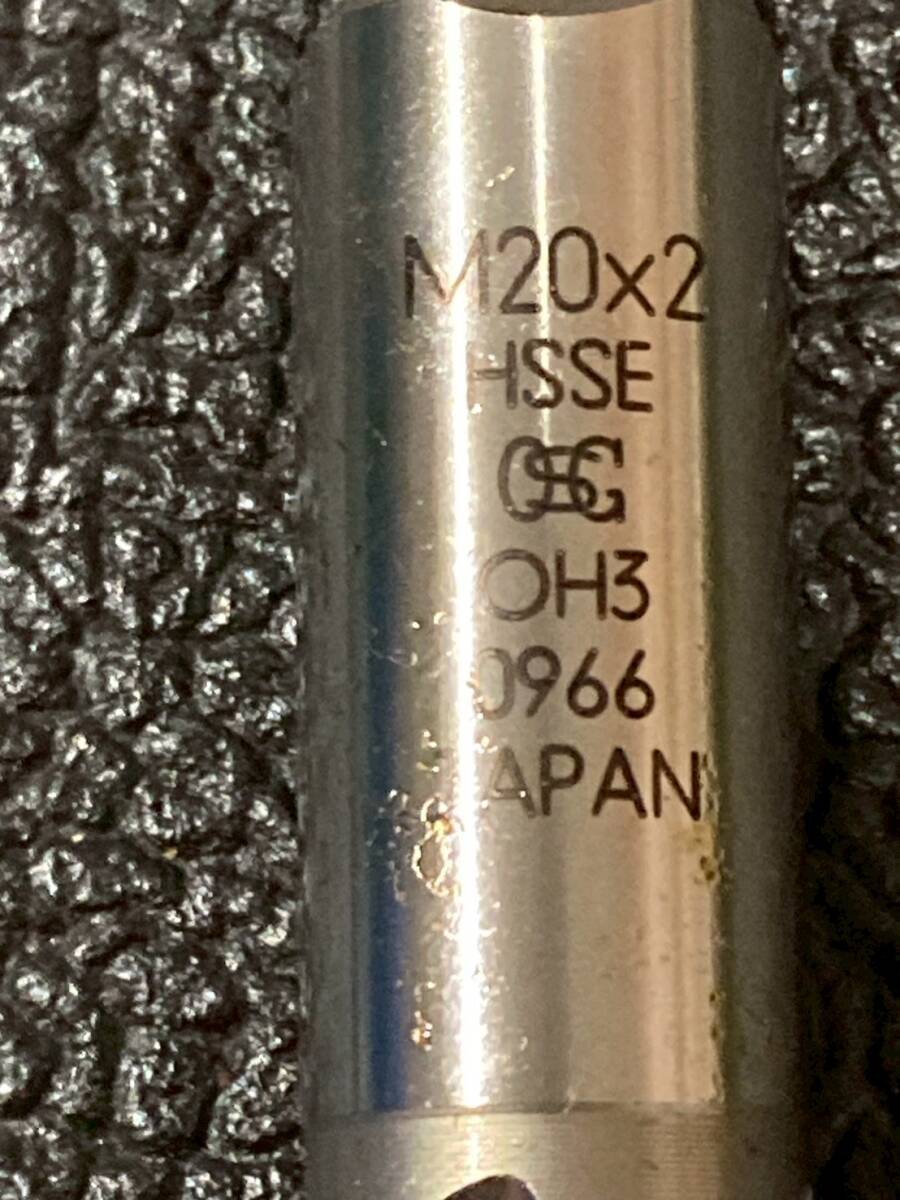 M20x2
HSSE
OSG
OH3
0966
JAPAN